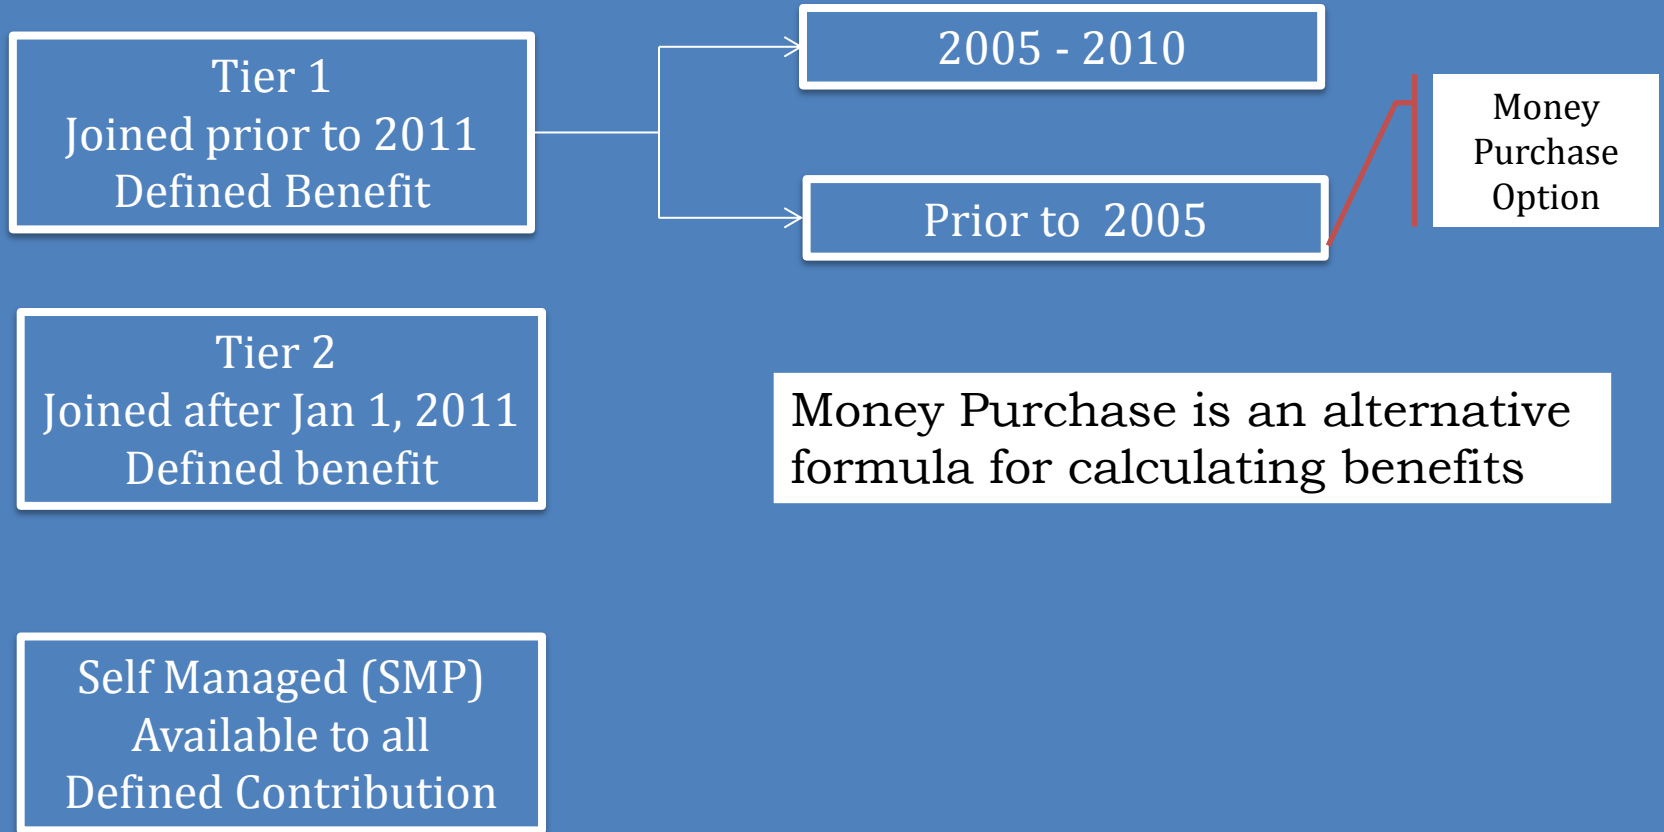 Tier 1
Joined prior to 2011
Defined Benefit
2005 - 2010
Prior to 2005
Money
Purchase
Option
Tier 2
Joined after Jan 1, 2011
Defined benefit
Money Purchase is an alternative
formula for calculating benefits
Self Managed (SMP)
Available to all
Defined Contribution